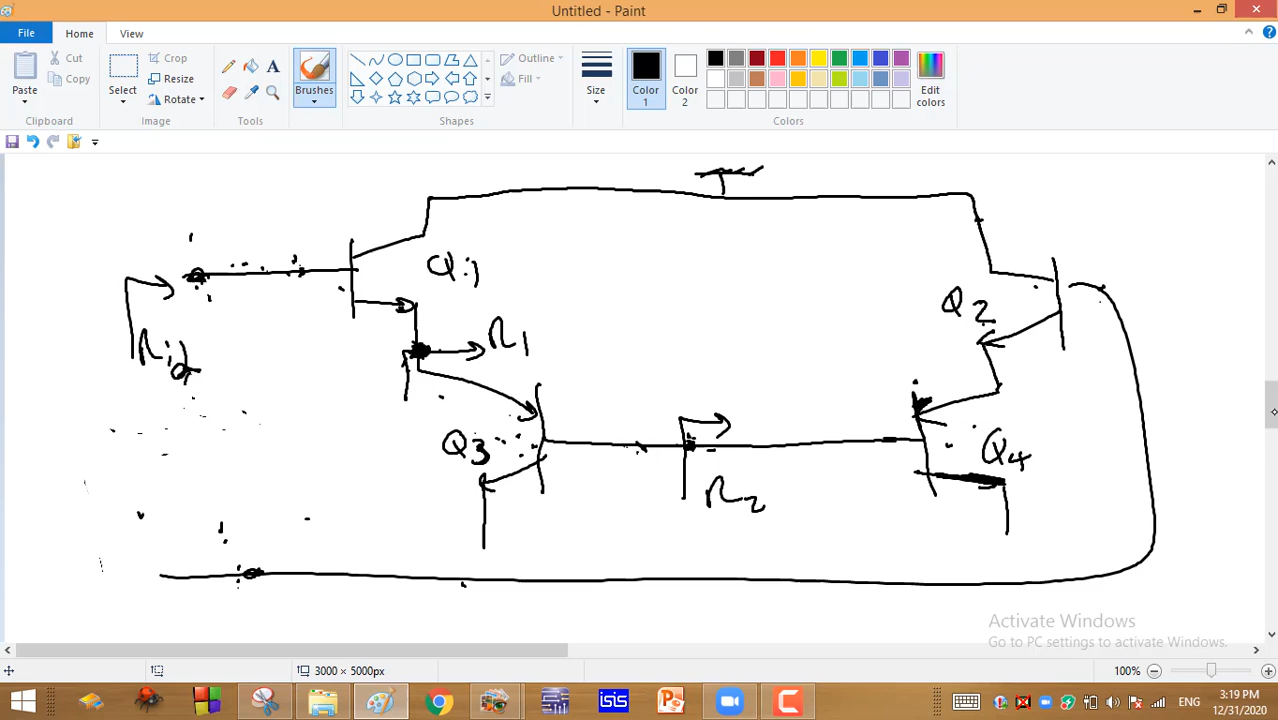 Untitled - Paint
File Home View
Paste
Cut
Copy
Clipboard
Select
Crop
Resize
Rotate
Image
Tools
Brushes
Shapes
Outline
Fill
Size
Color 1
Color 2
Edit colors
Colors
Q1
Rid
R1
Q2
Q3
Q4
R2
Activate Windows
Go to PC settings to activate Windows.
3000 × 5000px
100%
isis
ENG
3:19 PM
12/31/2020